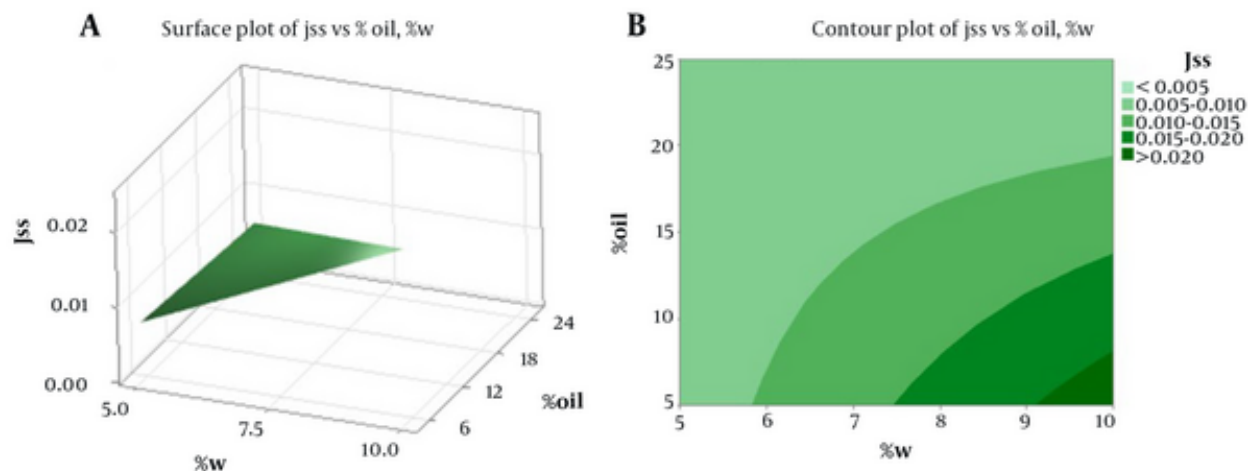 A
Surface plot of jss vs % oil, %w
Jss
0.02
0.01
0.00
5.0
7.5
10.0
%w
6
12
18
24
%oil
B
Contour plot of jss vs % oil, %w
%oil
25
20
15
10
5
5 6 7 8 9 10
%w
Jss
< 0.005
0.005-0.010
0.010-0.015
0.015-0.020
>0.020